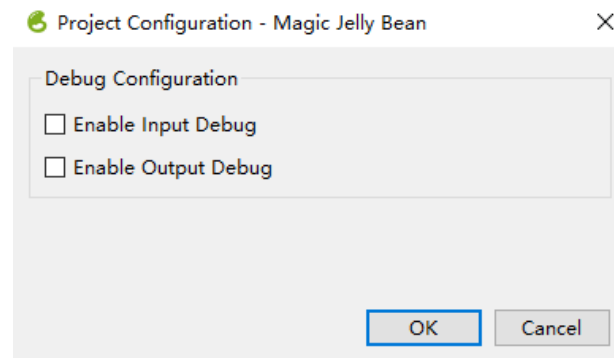 Project Configuration - Magic Jelly Bean
Debug Configuration
Enable Input Debug
Enable Output Debug
OK
Cancel